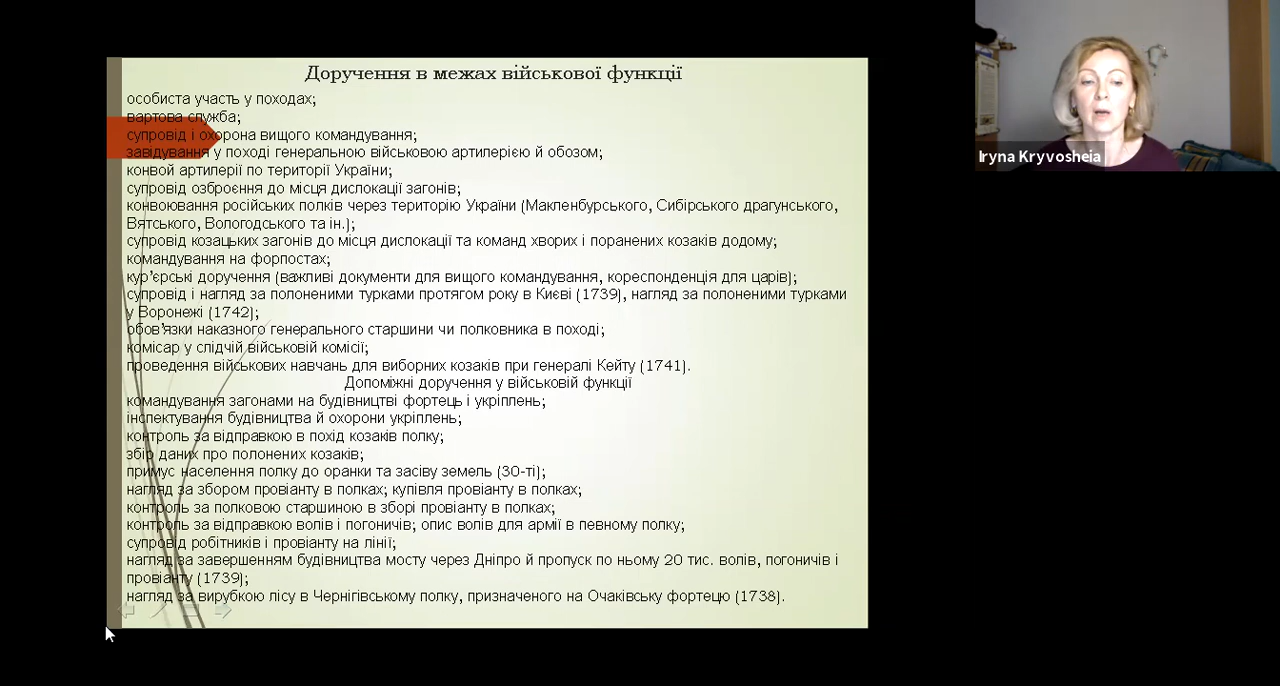 Доручення в межах військової функції
особиста участь у походах;
вартова служба;
супровід і охорона вищого командування;
завідування у поході генеральною військовою артилерією й обозом;
конвой артилерії по території України;
супровід озброєння до місця дислокації загонів;
конвоювання російських полків через територію України (Макленбурського, Сибірського драгунського,
Вятського, Вологодського та ін.);
супровід козацьких загонів до місця дислокації та команд хворих і поранених козаків додому;
командування на форпостах;
кур’єрські доручення (важливі документи для вищого командування, кореспонденція для царів);
супровід і нагляд за полоненими турками протягом року в Києві (1739), нагляд за полоненими турками
у Воронежі (1742);
обов’язки наказного генерального старшини чи полковника в поході;
комісар у слідчій військовій комісії;
проведення військових навчань для виборних козаків при генералі Кейту (1741).
Допоміжні доручення у військовій функції
командування загонами на будівництві фортець і укріплень;
інспектування будівництва й охорони укріплень;
контроль за відправкою в похід козаків полку;
збір даних про полонених козаків;
примус населення полку до оранки та засіву земель (30-ті);
нагляд за збором провіанту в полках; купівля провіанту в полках;
контроль за полковою старшиною в зборі провіанту в полках;
контроль за відправкою волів і погоничів; опис волів для армії в певному полку;
супровід робітників і провіанту на лінії;
нагляд за завершенням будівництва мосту через Дніпро й пропуск по ньому 20 тис. волів, погоничів і
провіанту (1739);
нагляд за вирубкою лісу в Чернігівському полку, призначеного на Очаківську фортецю (1738).
Iryna Kryvosheia